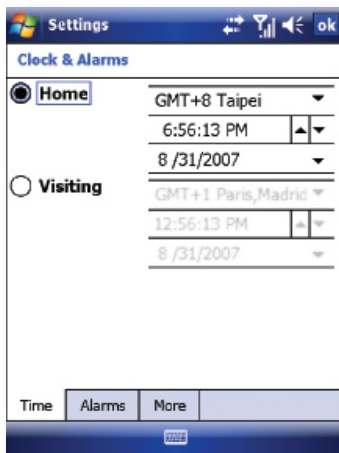 Settings ok
Clock & Alarms
Home
GMT+8 Taipei
6:56:13 PM
8 /31/2007
Visiting
GMT+1 Paris,Madrid
12:56:13 PM
8 /31/2007
Time Alarms More